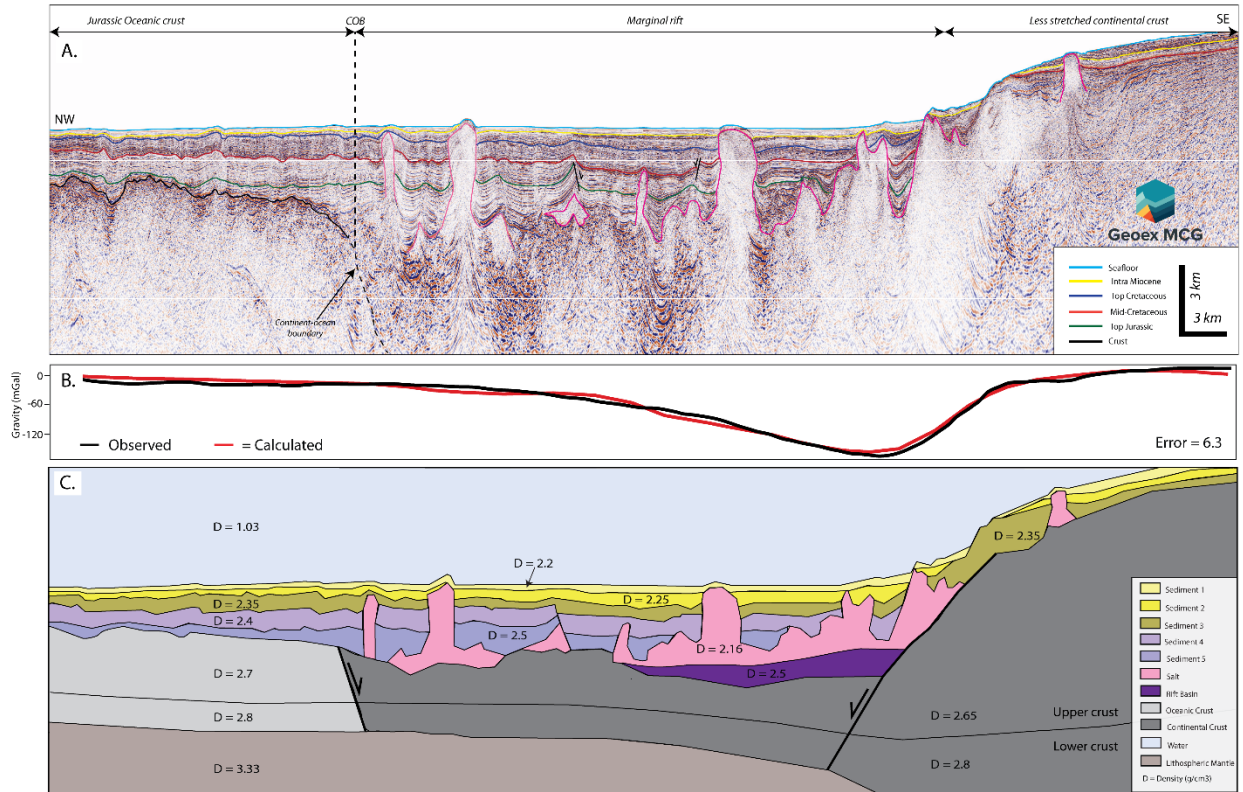 Jurassic Oceanic crust COB Marginal rift Less stretched continental crust SE
A.
NW
Geoex MCG
Continent-ocean
boundary
Seafloor
Intra Miocene
Top Cretaceous
Mid-Cretaceous
Top Jurassic
Crust
3 km
3 km
B.
Gravity (mGal)
0
-60
-120
Observed = Calculated Error = 6.3
C.
D = 1.03
D = 2.2
D = 2.35
D = 2.35
D = 2.25
D = 2.4
D = 2.5
D = 2.16
D = 2.7
D = 2.5
D = 2.8
D = 2.65
Upper crust
Lower crust
D = 3.33
D = 2.8
Sediment 1
Sediment 2
Sediment 3
Sediment 4
Sediment 5
Salt
Rift Basin
Oceanic Crust
Continental Crust
Water
Lithospheric Mantle
D = Density (g/cm3)